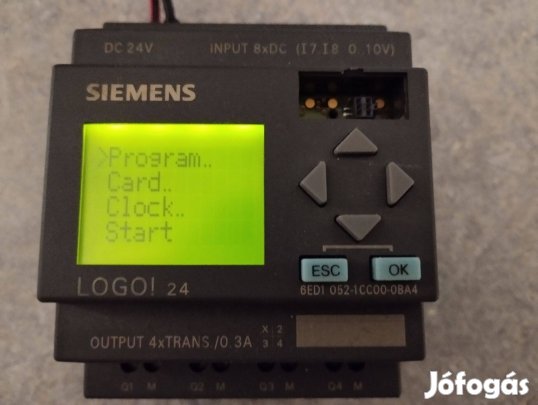 DC 24V INPUT 8xDC (I7 I8 0..10V)
SIEMENS
>Program..
Card..
Clock..
Start
ESC OK
LOGO! 24
6ED1 052-1CC00-0BA4
OUTPUT 4xTRANS./0.3A
X 2
3 4
Q1 M Q2 M Q3 M Q4 M
Jófogás